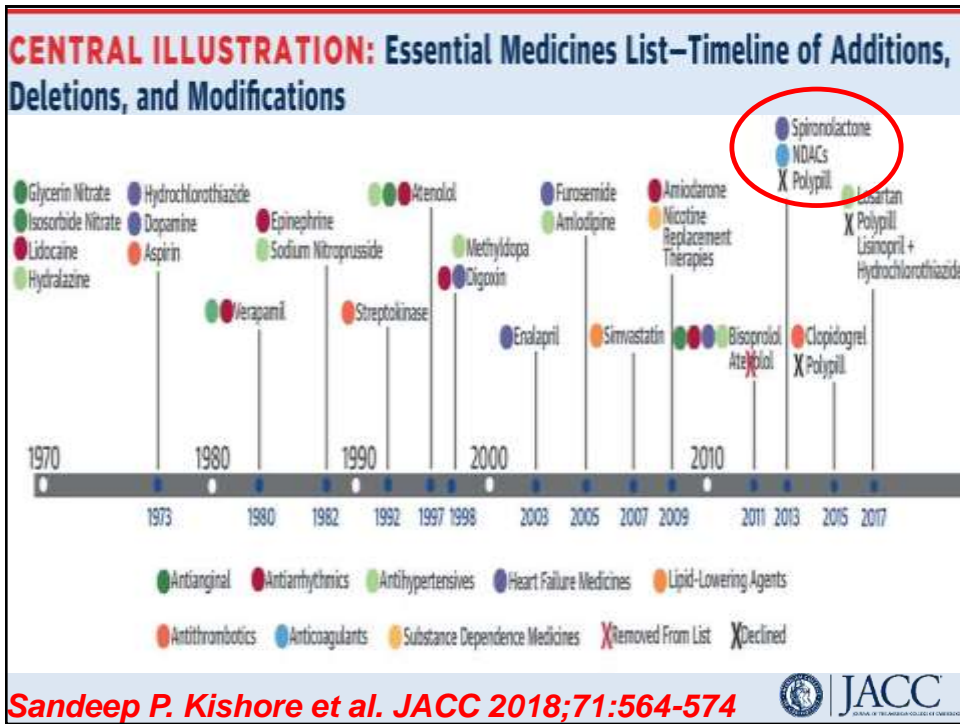 CENTRAL ILLUSTRATION: Essential Medicines List–Timeline of Additions,
Deletions, and Modifications
Glycerin Nitrate
Isosorbide Nitrate
Lidocaine
Hydralazine
Hydrochlorothiazide
Dopamine
Aspirin
Verapamil
Epinephrine
Sodium Nitroprusside
Streptokinase
Atenolol
Methyldopa
Digoxin
Enalapril
Furosemide
Amlodipine
Simvastatin
Amiodarone
Nicotine
Replacement
Therapies
Bisoprolol
Atenolol
Spironolactone
NDACs
X Polypill
Clopidogrel
X Polypill
Losartan
X Polypill
Lisinopril +
Hydrochlorothiazide
1970 1980 1990 2000 2010
1973 1980 1982 1992 1997 1998 2003 2005 2007 2009 2011 2013 2015 2017
Antianginal Antiarrhythmics Antihypertensives Heart Failure Medicines Lipid-Lowering Agents
Antithrombotics Anticoagulants Substance Dependence Medicines X Removed From List X Declined
Sandeep P. Kishore et al. JACC 2018;71:564-574
JACC